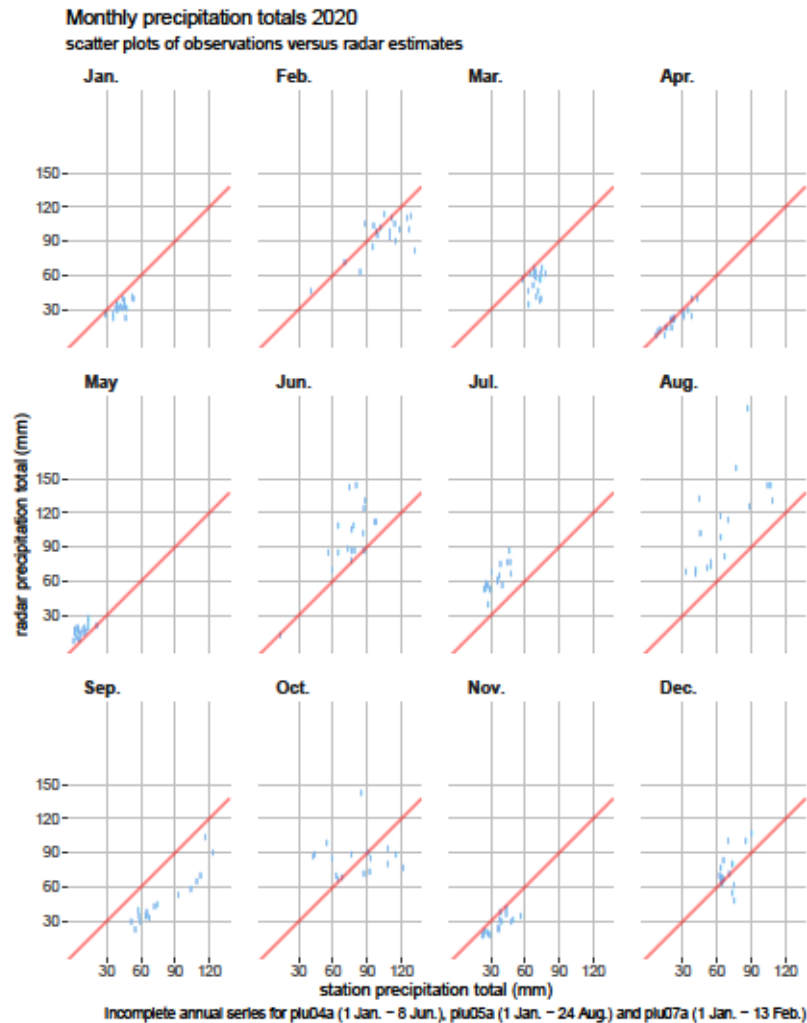 Monthly precipitation totals 2020
scatter plots of observations versus radar estimates
Jan. Feb. Mar. Apr.
150
120
90
60
30
May Jun. Jul. Aug.
radar precipitation total (mm)
150
120
90
60
30
Sep. Oct. Nov. Dec.
150
120
90
60
30
30 60 90 120 30 60 90 120 30 60 90 120 30 60 90 120
station precipitation total (mm)
Incomplete annual series for plu04a (1 Jan. – 8 Jun.), plu05a (1 Jan. – 24 Aug.) and plu07a (1 Jan. – 13 Feb.)